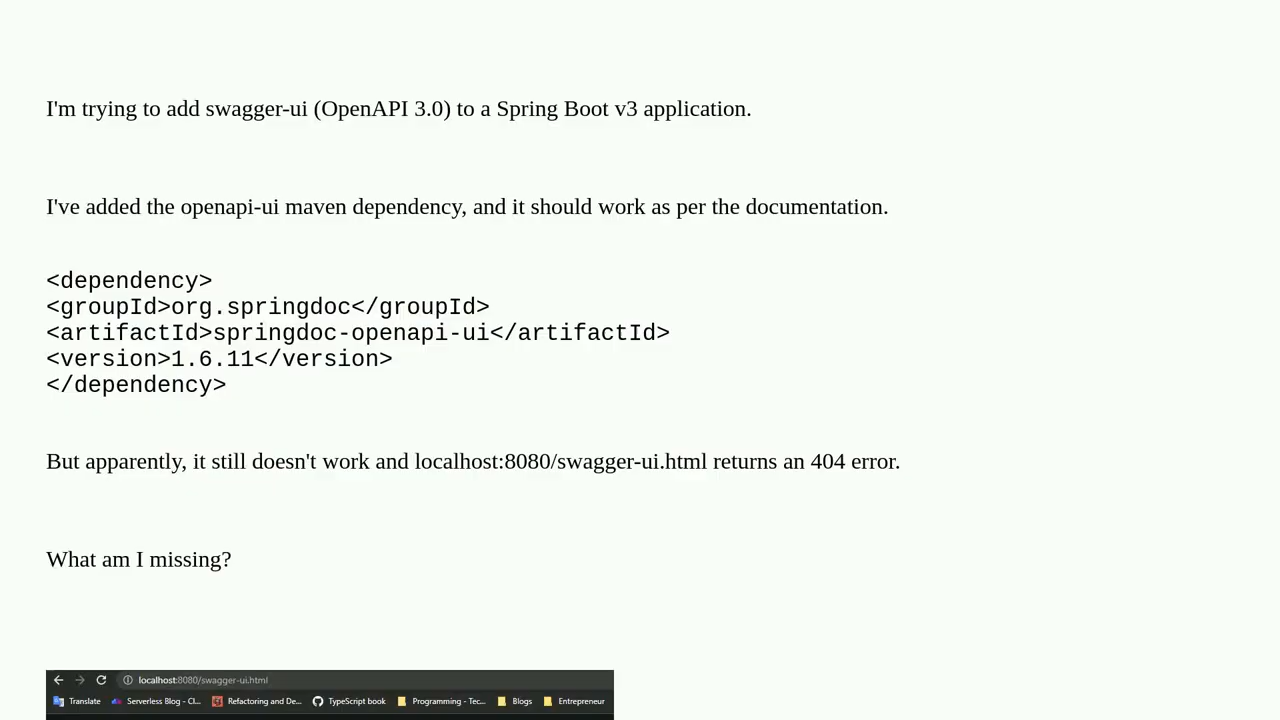 I'm trying to add swagger-ui (OpenAPI 3.0) to a Spring Boot v3 application.
I've added the openapi-ui maven dependency, and it should work as per the documentation.
<dependency>
<groupId>org.springdoc</groupId>
<artifactId>springdoc-openapi-ui</artifactId>
<version>1.6.11</version>
</dependency>
But apparently, it still doesn't work and localhost:8080/swagger-ui.html returns an 404 error.
What am I missing?
localhost:8080/swagger-ui.html
Translate Serverless Blog - Cl... Refactoring and De... TypeScript book Programming - Tec... Blogs Entrepreneur